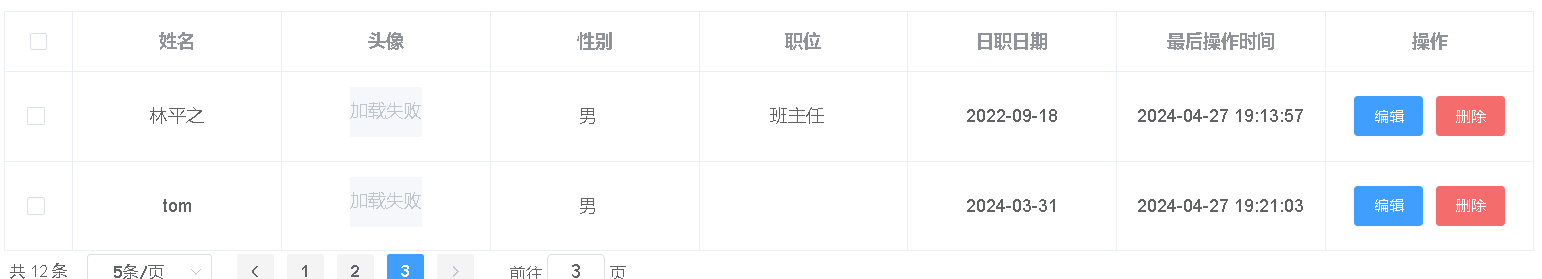 姓名 头像 性别 职位 日职日期 最后操作时间 操作
林平之 加载失败 男 班主任 2022-09-18 2024-04-27 19:13:57 编辑 删除
tom 加载失败 男 2024-03-31 2024-04-27 19:21:03 编辑 删除
共 12 条 5条/页 1 2 3 前往 3 页